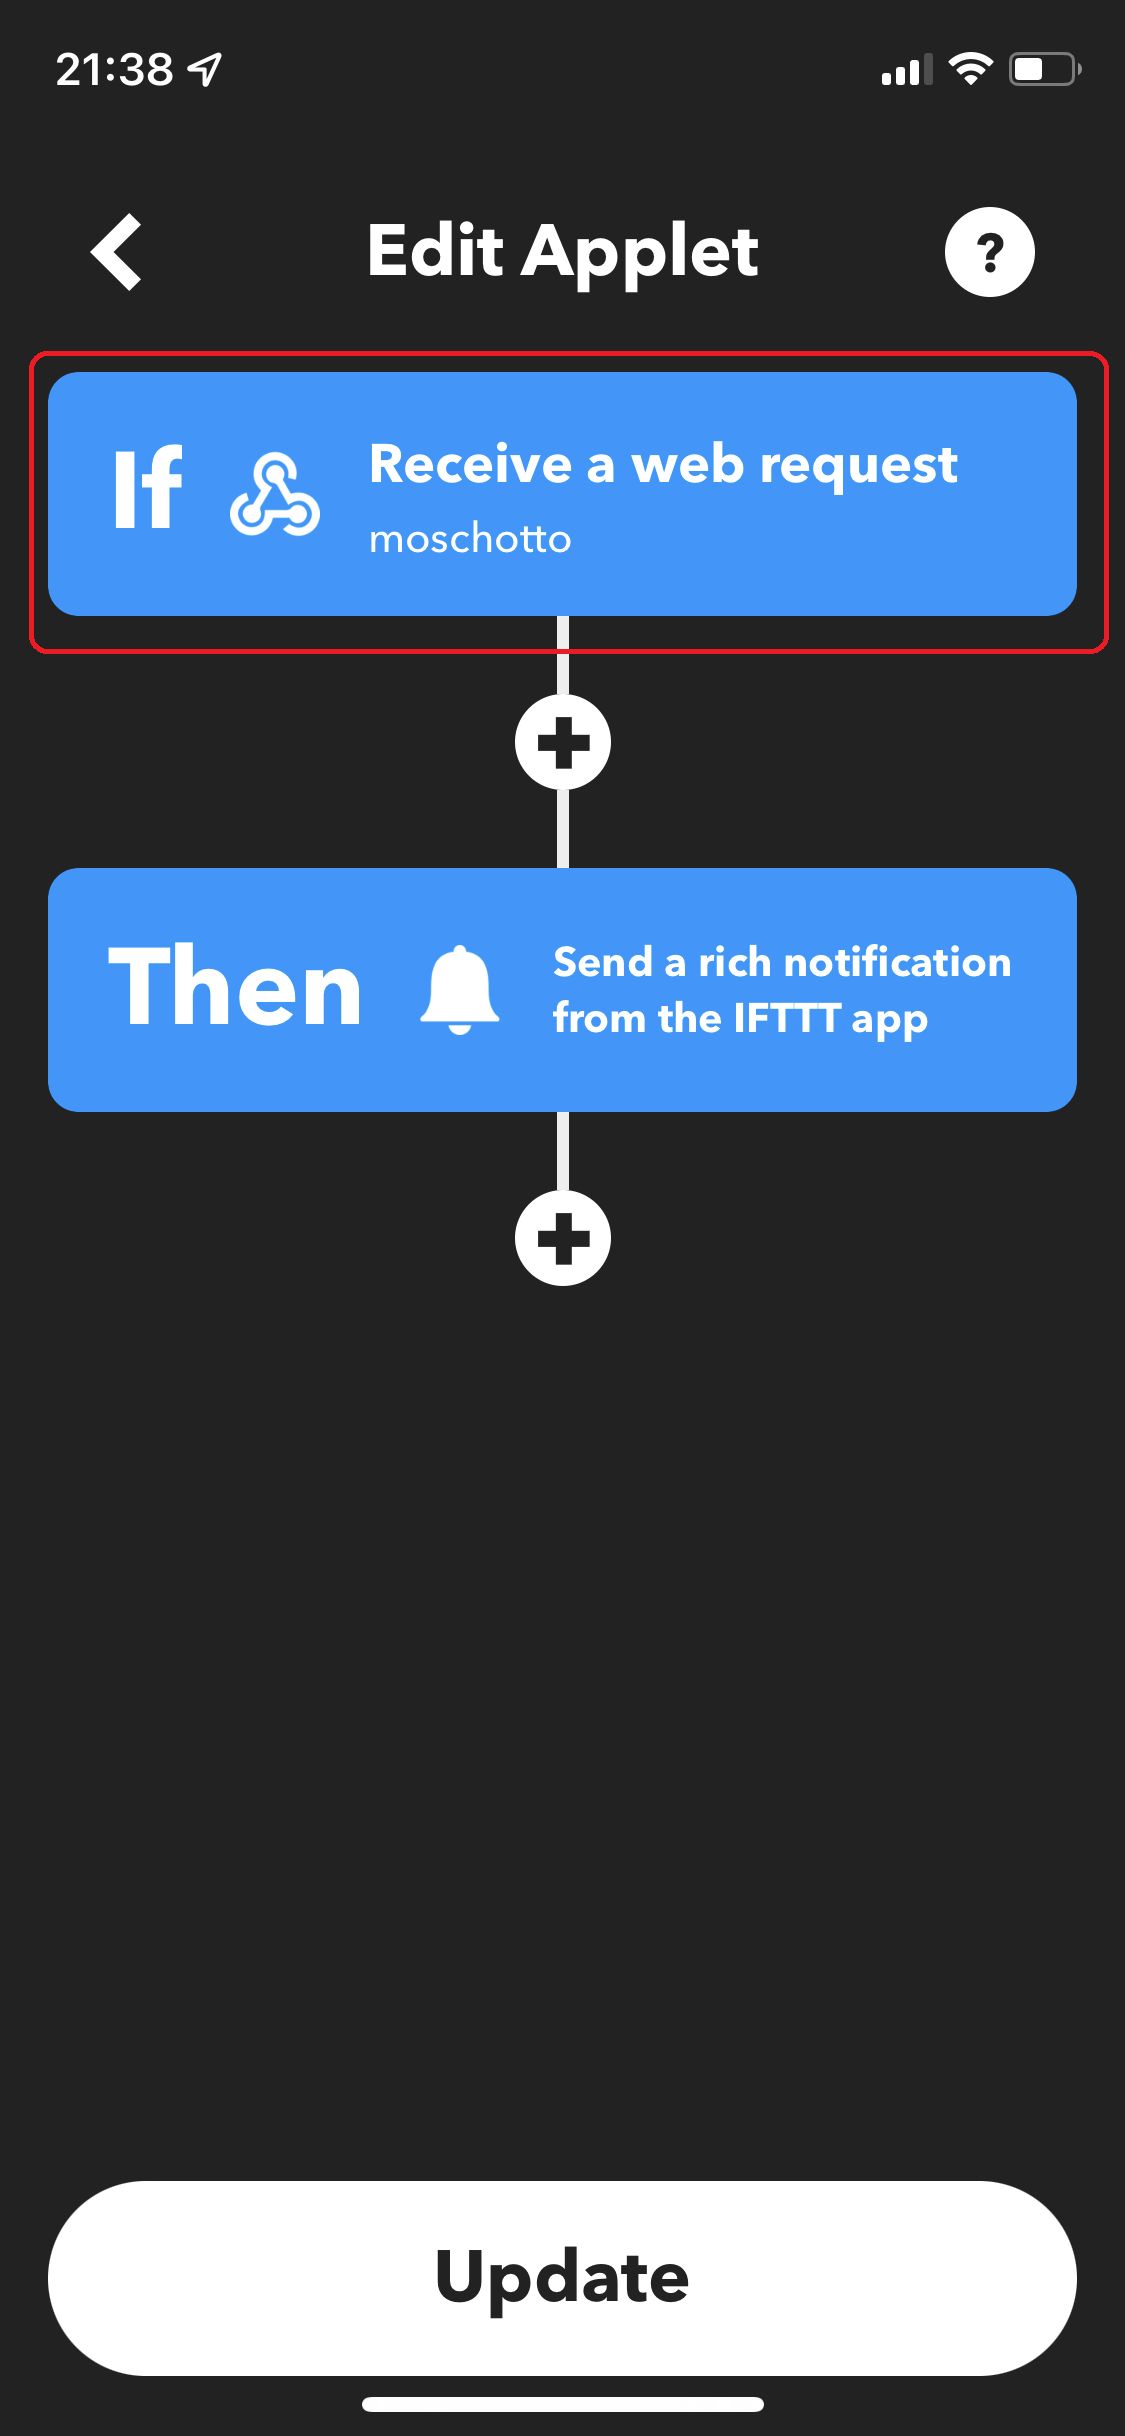 21:38
Edit Applet
?
If
Receive a web request
moschotto
Then
Send a rich notification
from the IFTTT app
Update